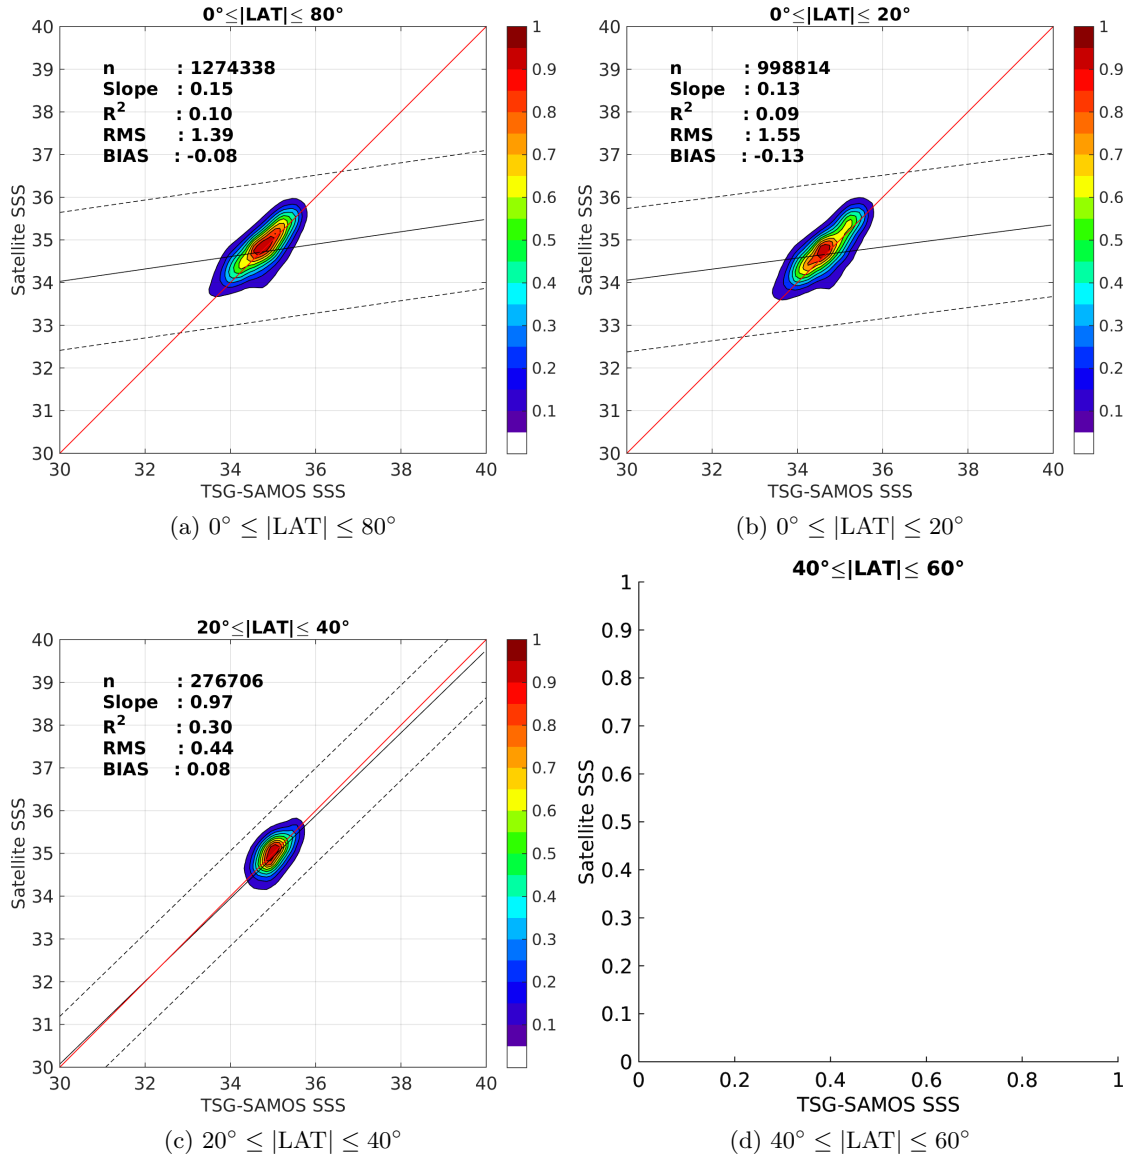 0°≤|LAT|≤ 80°
n : 1274338
Slope : 0.15
R² : 0.10
RMS : 1.39
BIAS : -0.08
Satellite SSS
40
39
38
37
36
35
34
33
32
31
30
30 32 34 36 38 40
TSG-SAMOS SSS
1
0.9
0.8
0.7
0.6
0.5
0.4
0.3
0.2
0.1
(a) 0° ≤ |LAT| ≤ 80°
0°≤|LAT|≤ 20°
n : 998814
Slope : 0.13
R² : 0.09
RMS : 1.55
BIAS : -0.13
Satellite SSS
40
39
38
37
36
35
34
33
32
31
30
30 32 34 36 38 40
TSG-SAMOS SSS
1
0.9
0.8
0.7
0.6
0.5
0.4
0.3
0.2
0.1
(b) 0° ≤ |LAT| ≤ 20°
20°≤|LAT|≤ 40°
n : 276706
Slope : 0.97
R² : 0.30
RMS : 0.44
BIAS : 0.08
Satellite SSS
40
39
38
37
36
35
34
33
32
31
30
30 32 34 36 38 40
TSG-SAMOS SSS
1
0.9
0.8
0.7
0.6
0.5
0.4
0.3
0.2
0.1
(c) 20° ≤ |LAT| ≤ 40°
40°≤|LAT|≤ 60°
Satellite SSS
1
0.9
0.8
0.7
0.6
0.5
0.4
0.3
0.2
0.1
0
0 0.2 0.4 0.6 0.8 1
TSG-SAMOS SSS
(d) 40° ≤ |LAT| ≤ 60°